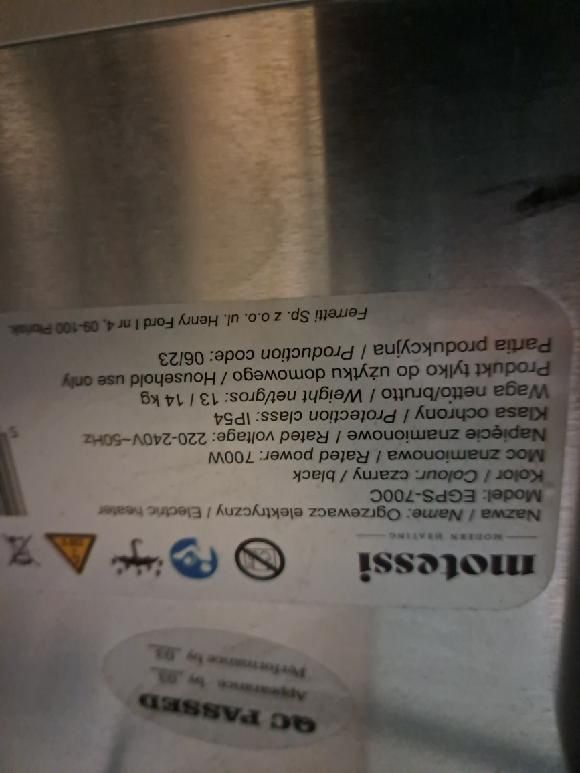 QC PASSED
Appearance by 03
Performance by 03
motessi
MODERN HEATING
Nazwa / Name: Ogrzewacz elektryczny / Electric heater
Model: EGPS-700C
Kolor / Colour: czarny / black
Moc znamionowa / Rated power: 700W
Napięcie znamionowe / Rated voltage: 220-240V~50Hz
Klasa ochrony / Protection class: IP54
Waga netto/brutto / Weight net/gros: 13 / 14 kg
Produkt tylko do użytku domowego / Household use only
Partia produkcyjna / Production code: 06/23
Ferretti Sp. z o.o. ul. Henry Ford I nr 4, 09-100 Płońsk.